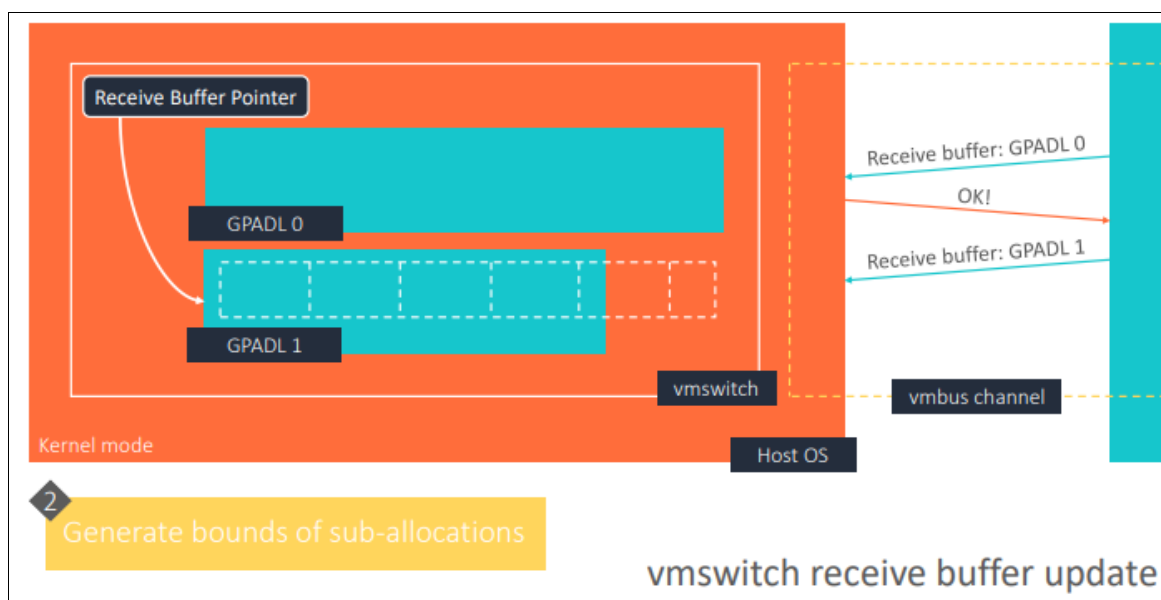 Receive Buffer Pointer
GPADL 0
GPADL 1
vmswitch
Kernel mode
Host OS
Receive buffer: GPADL 0
OK!
Receive buffer: GPADL 1
vmbus channel
2
Generate bounds of sub-allocations
vmswitch receive buffer update